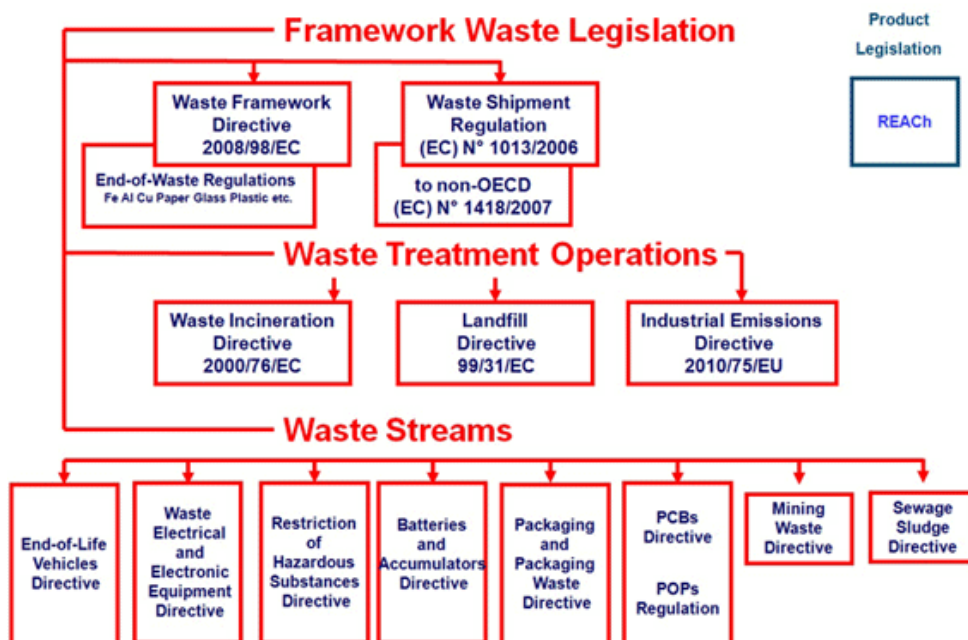 Framework Waste Legislation
Product
Legislation
REACh
Waste Framework
Directive
2008/98/EC
End-of-Waste Regulations
Fe Al Cu Paper Glass Plastic etc.
Waste Shipment
Regulation
(EC) N° 1013/2006
to non-OECD
(EC) N° 1418/2007
Waste Treatment Operations
Waste Incineration
Directive
2000/76/EC
Landfill
Directive
99/31/EC
Industrial Emissions
Directive
2010/75/EU
Waste Streams
End-of-Life
Vehicles
Directive
Waste
Electrical
and
Electronic
Equipment
Directive
Restriction
of
Hazardous
Substances
Directive
Batteries
and
Accumulators
Directive
Packaging
and
Packaging
Waste
Directive
PCBs
Directive
POPs
Regulation
Mining
Waste
Directive
Sewage
Sludge
Directive